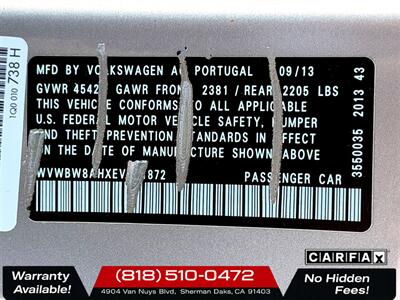 MFD BY VOLKSWAGEN AG PORTUGAL 09/13
GVWR 4542 GAWR FRONT 2381 / REAR 2205 LBS
THIS VEHICLE CONFORMS TO ALL APPLICABLE
U.S. FEDERAL MOTOR VEHICLE SAFETY, BUMPER
AND THEFT PREVENTION STANDARDS IN EFFECT
ON THE DATE OF MANUFACTURE SHOWN ABOVE
PASSENGER CAR
3550035 2013 43
738H
CARFAX
Warranty Available!
(818) 510-0472
4904 Van Nuys Blvd, Sherman Oaks, CA 91403
No Hidden Fees!